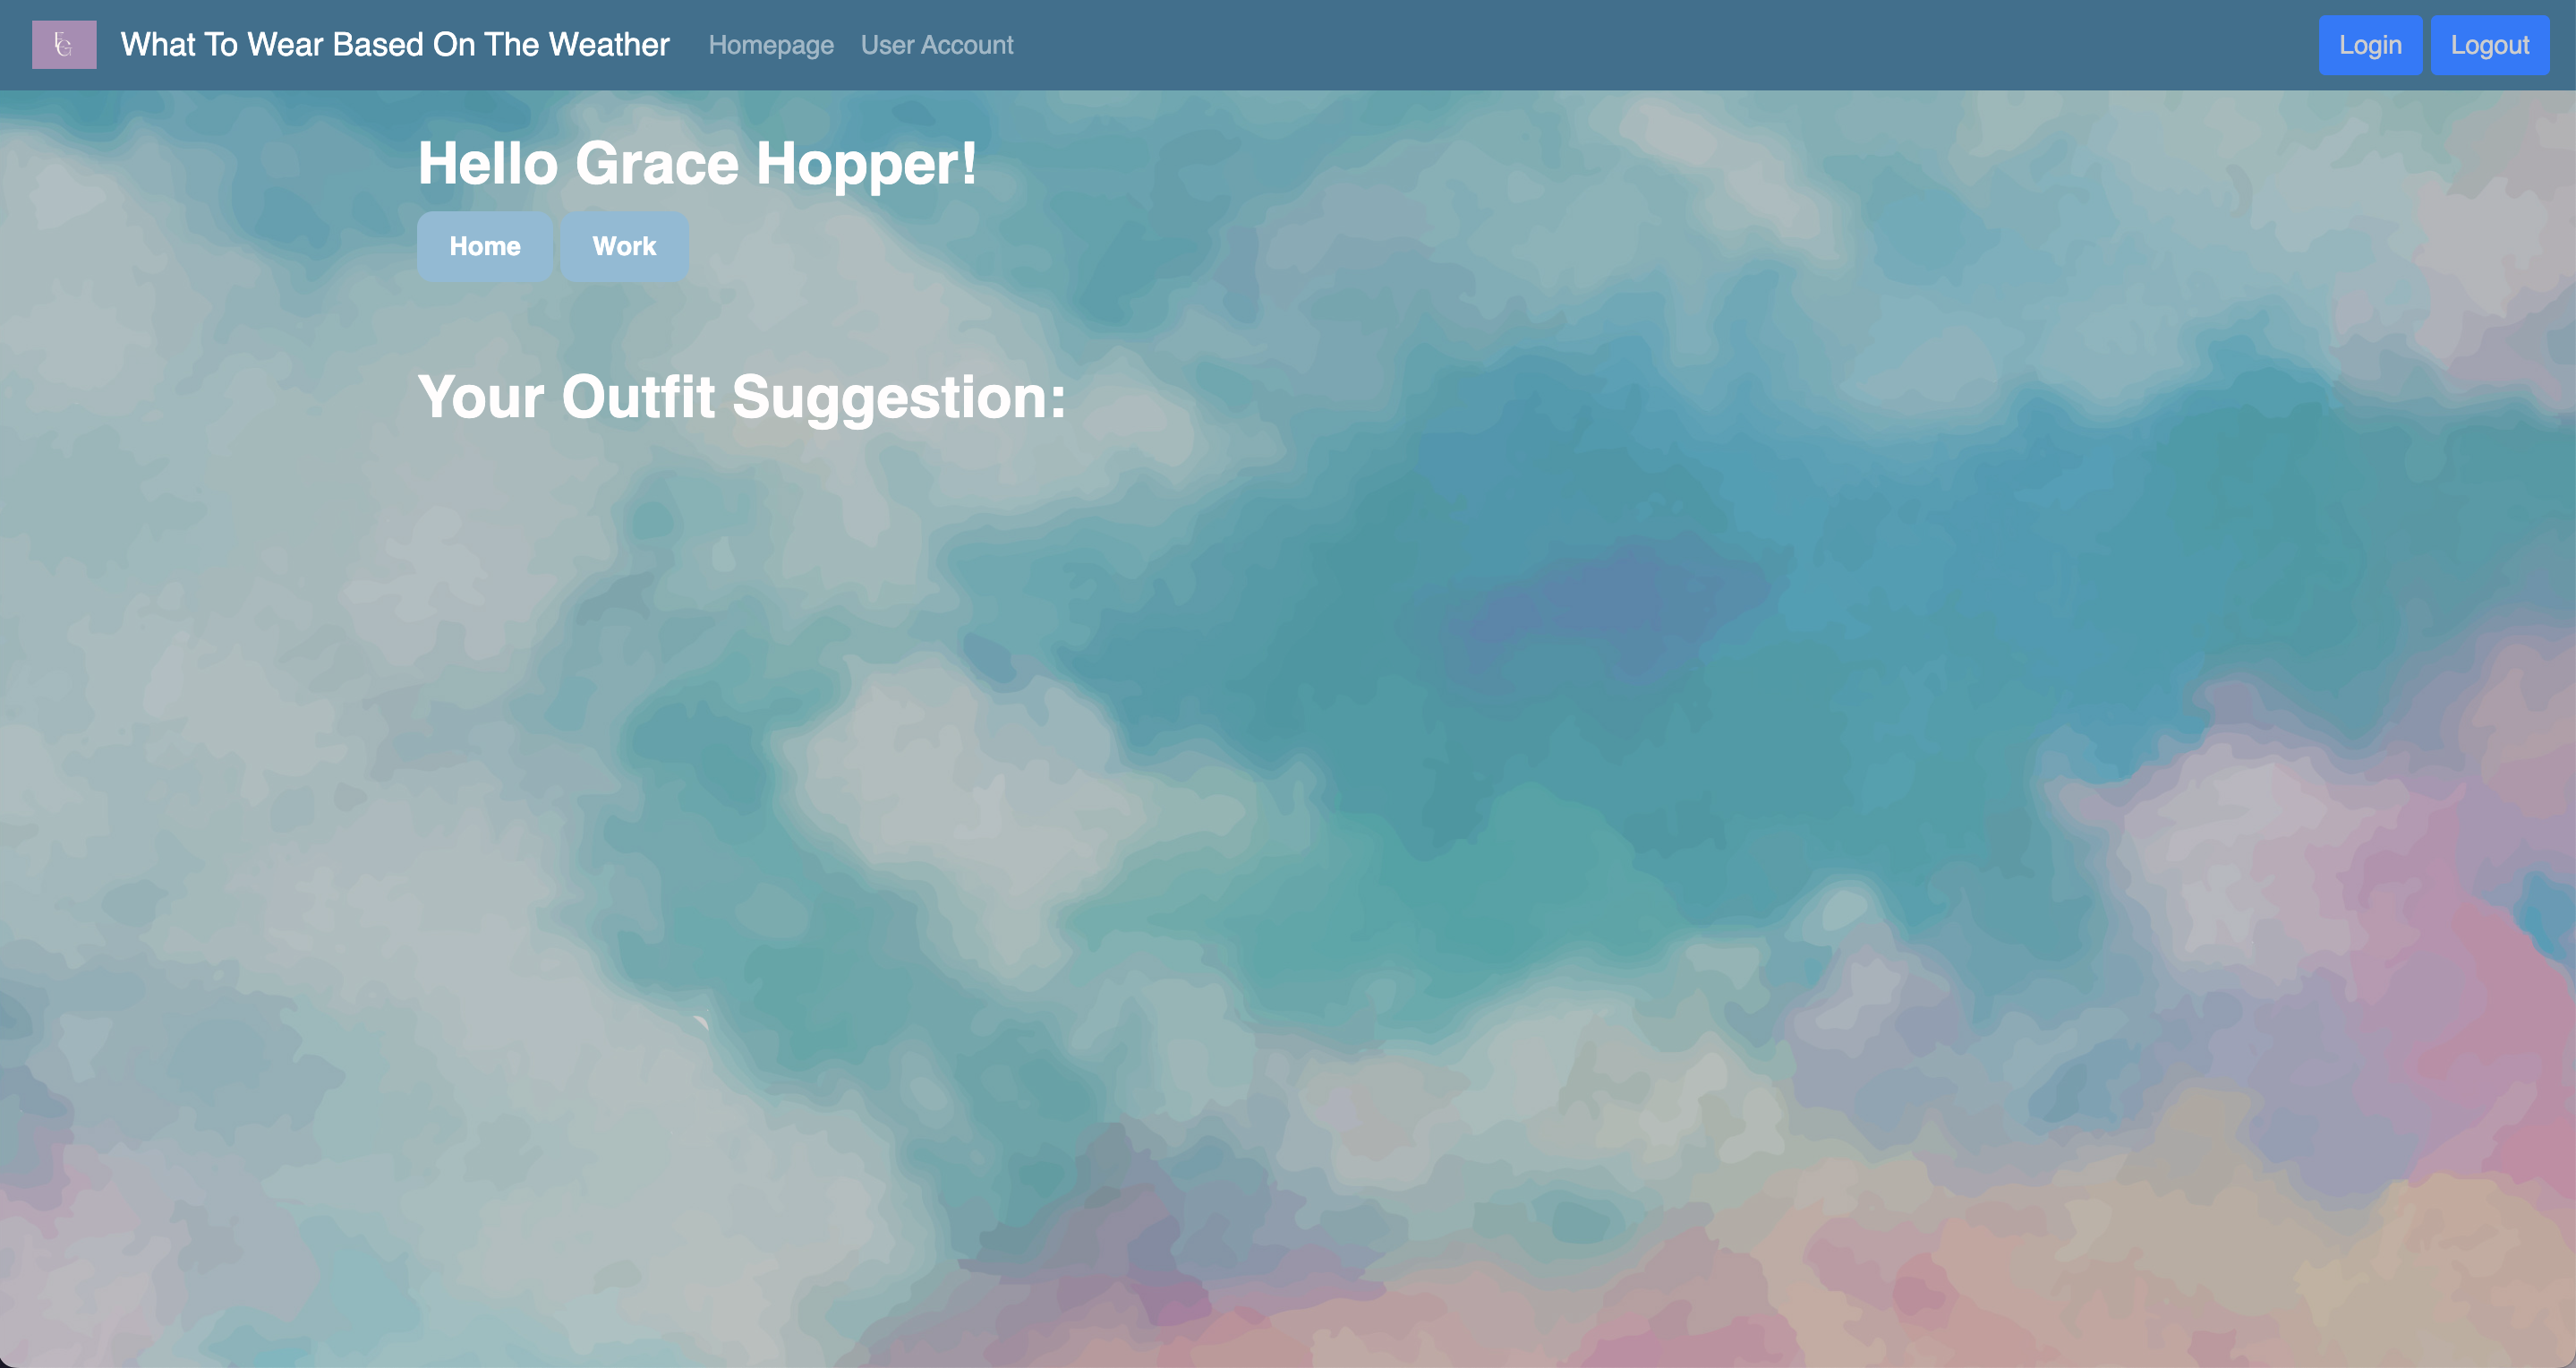 EG What To Wear Based On The Weather Homepage User Account Login Logout
Hello Grace Hopper!
Home Work
Your Outfit Suggestion: